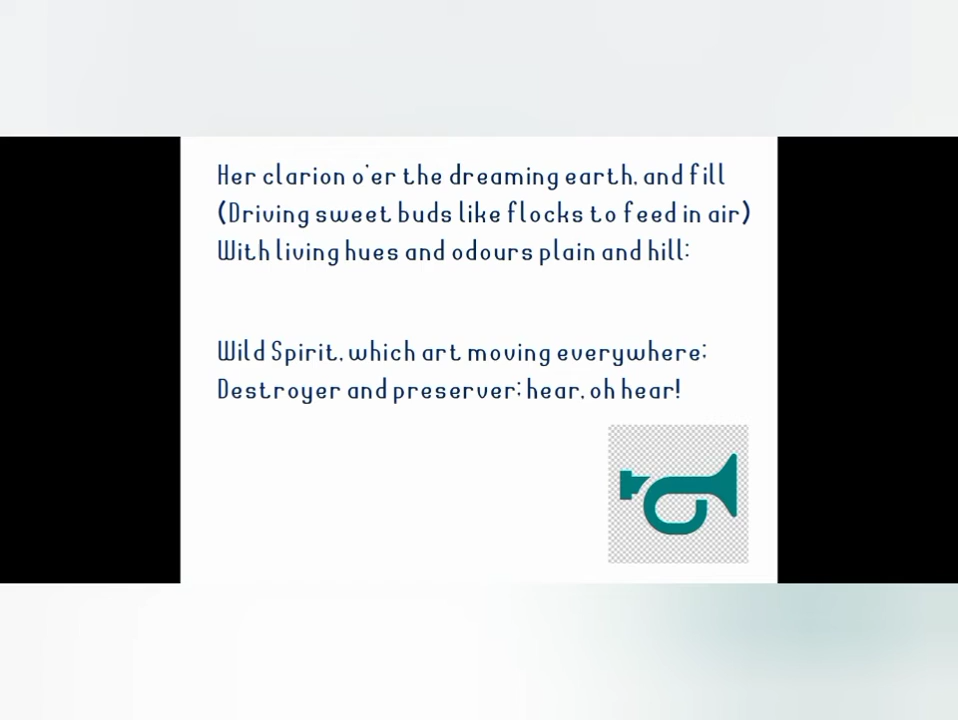 Her clarion o'er the dreaming earth, and fill
(Driving sweet buds like flocks to feed in air)
With living hues and odours plain and hill:
Wild Spirit, which art moving everywhere;
Destroyer and preserver; hear, oh hear!